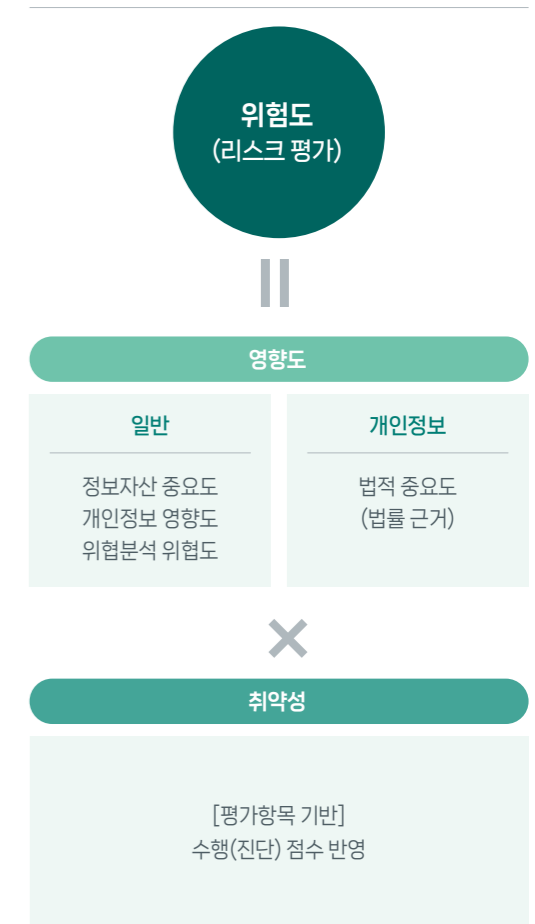 위험도
(리스크 평가)
영향도
일반
정보자산 중요도
개인정보 영향도
위협분석 위협도
개인정보
법적 중요도
(법률 근거)
취약성
[평가항목 기반]
수행(진단) 점수 반영